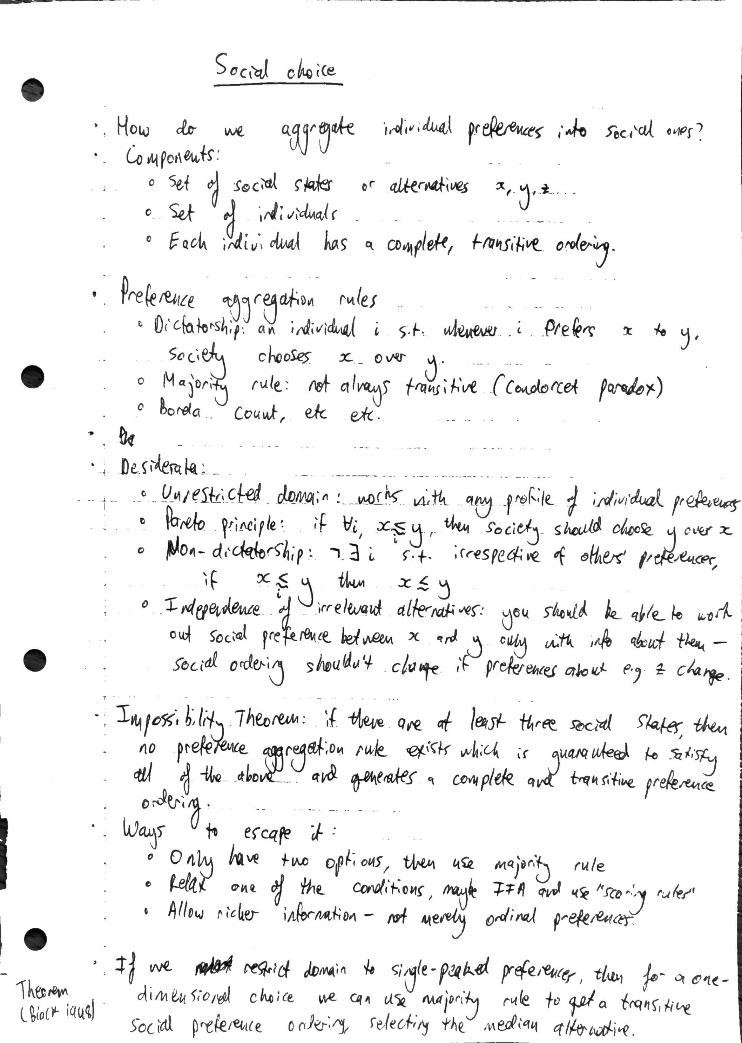 Social choice
• How do we aggregate individual preferences into social ones?
• Components:
◦ Set of social states or alternatives x, y, z
◦ Set of individuals
◦ Each individual has a complete, transitive ordering.
• Preference aggregation rules
◦ Dictatorship: an individual i s.t. whenever i prefers x to y,
society chooses x over y.
◦ Majority rule: not always transitive (Condorcet paradox)
◦ Borda count, etc etc.
• Desiderata:
◦ Unrestricted domain: works with any profile of individual preferences
◦ Pareto principle: if ∀i, x ≤ᵢ y, then society should choose y over x
◦ Non-dictatorship: ¬∃i s.t. irrespective of others' preferences,
if x ≤ᵢ y then x ≤ y
◦ Independence of irrelevant alternatives: you should be able to work
out social preference between x and y only with info about them –
social ordering shouldn't change if preferences about e.g. z change.
• Impossibility Theorem: if there are at least three social states, then
no preference aggregation rule exists which is guaranteed to satisfy
all of the above and generates a complete and transitive preference
ordering.
• Ways to escape it:
◦ Only have two options, then use majority rule
◦ Relax one of the conditions, maybe IIA and use "scoring rules"
◦ Allow richer information – not merely ordinal preferences.
• If we restrict domain to single-peaked preferences, then for a one-
dimensional choice we can use majority rule to get a transitive
social preference ordering, selecting the median alternative.
Theorem
(Black 1948)